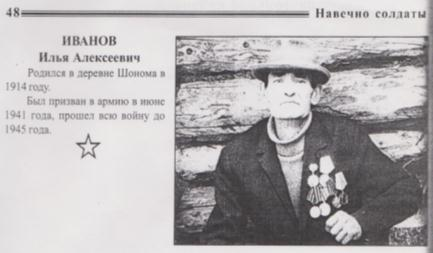 48 Навечно солдаты
ИВАНОВ
Илья Алексеевич
Родился в деревне Шонома в
1914 году.
Был призван в армию в июне
1941 года, прошел всю войну до
1945 года.